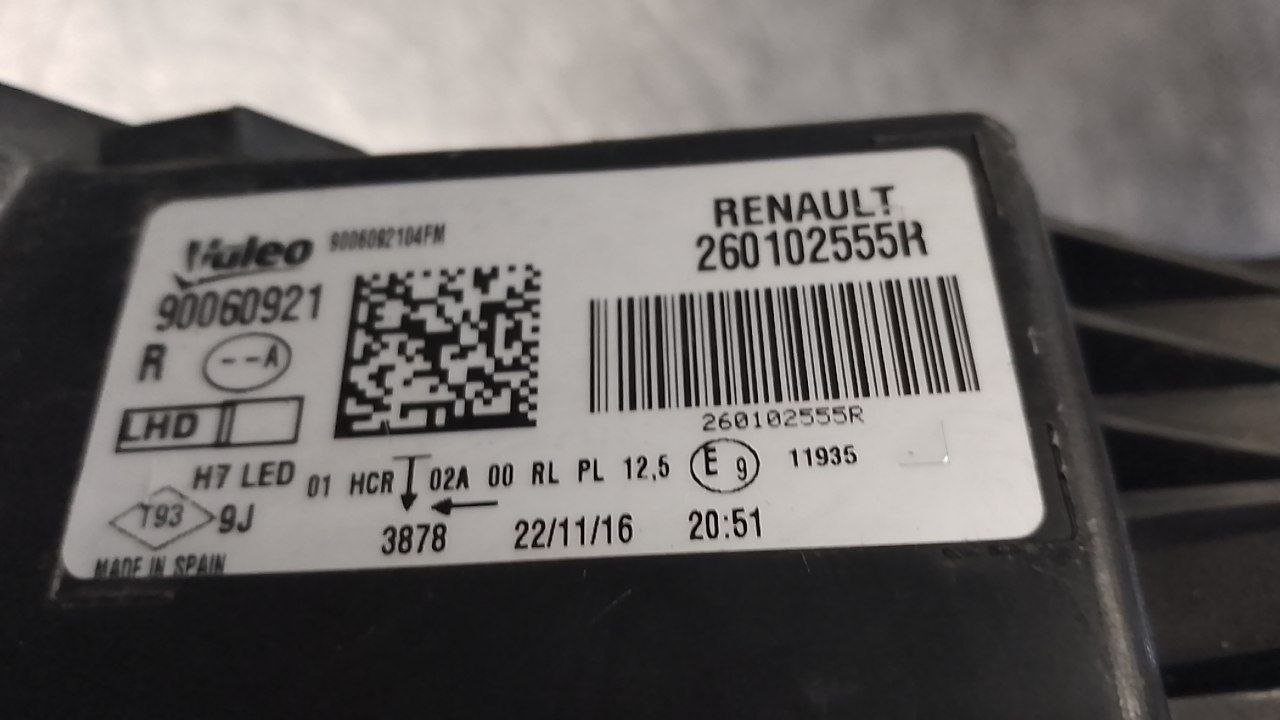 Valeo 9006092104FM
RENAULT
260102555R
90060921
R --A
260102555R
LHD
H7 LED 01 HCR 02A 00 RL PL 12,5 E 9 11935
T93 9J
3878 22/11/16 20:51
MADE IN SPAIN